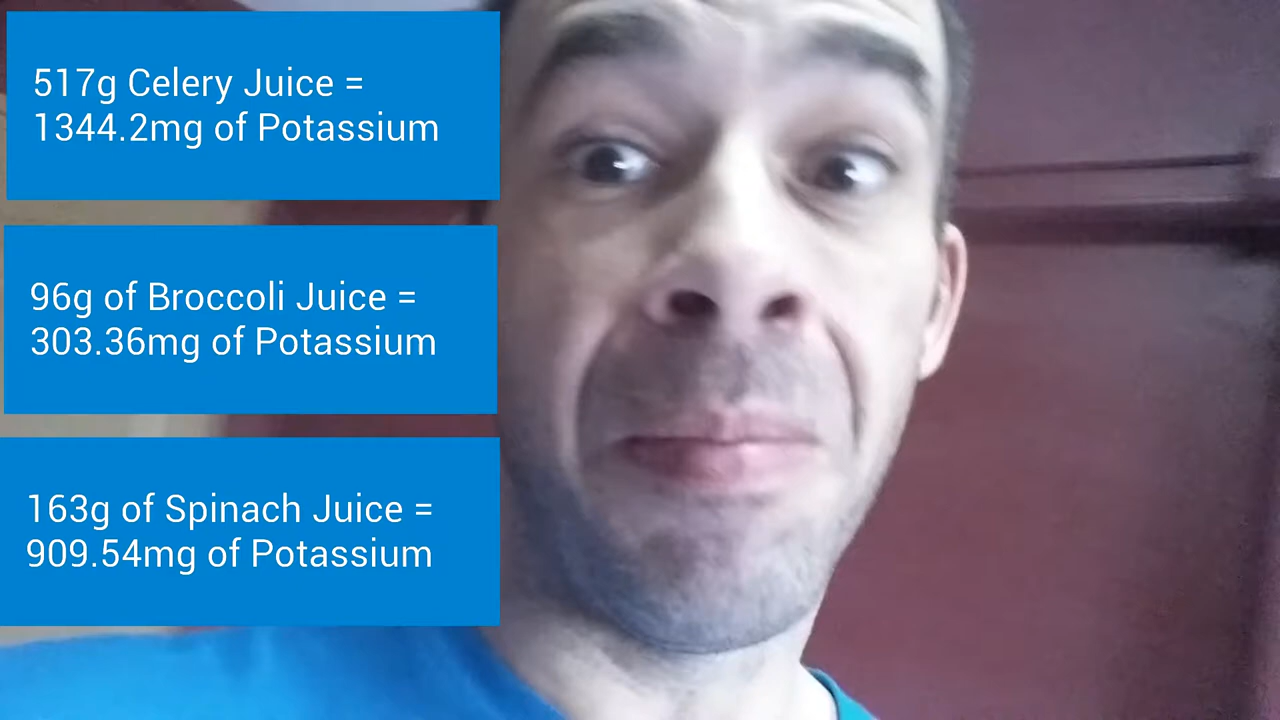 517g Celery Juice =
1344.2mg of Potassium
96g of Broccoli Juice =
303.36mg of Potassium
163g of Spinach Juice =
909.54mg of Potassium